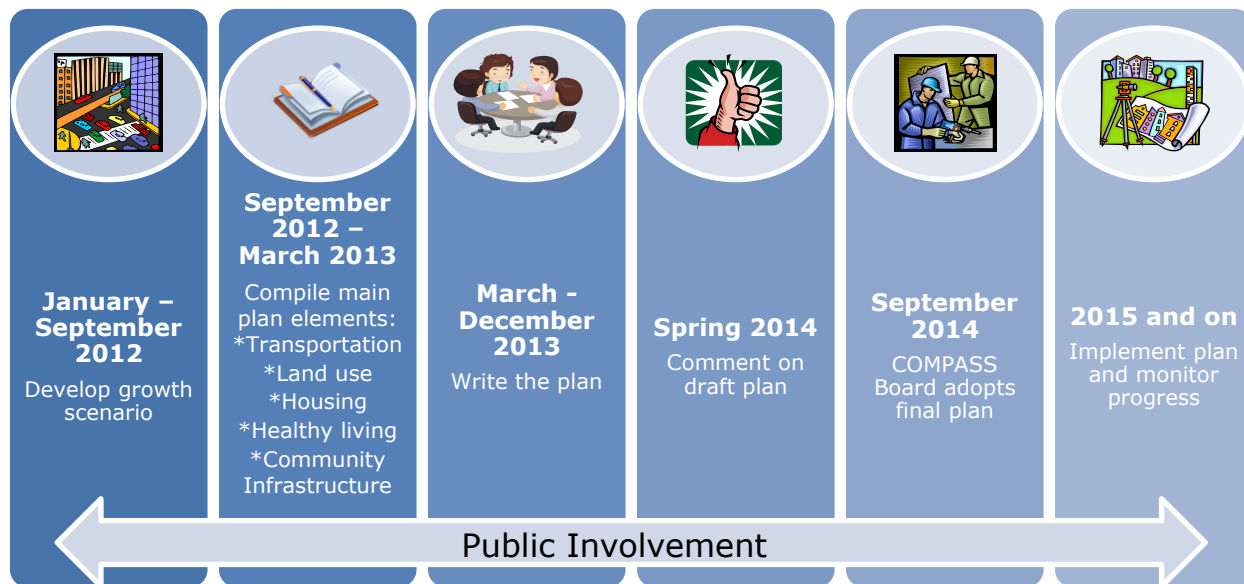 January –
September
2012
Develop growth
scenario
September
2012 –
March 2013
Compile main
plan elements:
*Transportation
*Land use
*Housing
*Healthy living
*Community
Infrastructure
March -
December
2013
Write the plan
Spring 2014
Comment on
draft plan
September
2014
COMPASS
Board adopts
final plan
2015 and on
Implement plan
and monitor
progress
Public Involvement